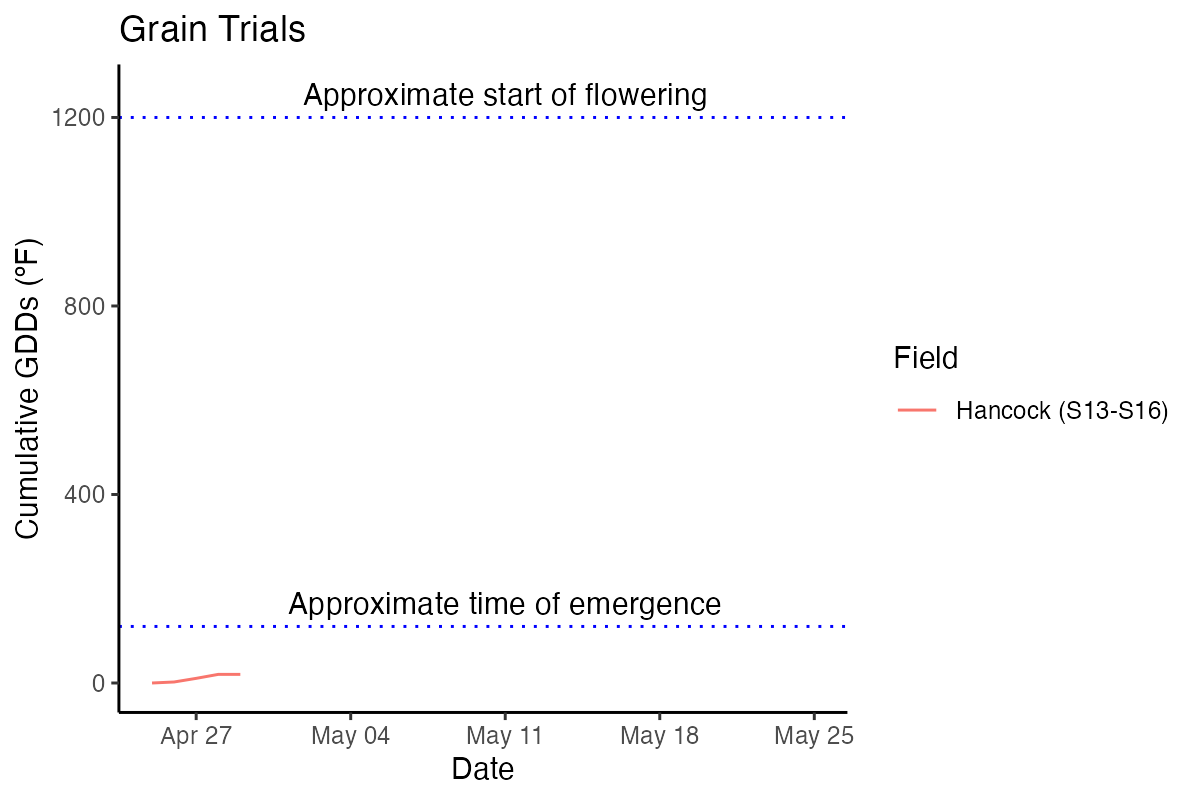 Grain Trials
Approximate start of flowering
1200
800
400
0
Cumulative GDDs (°F)
Approximate time of emergence
Apr 27
May 04
May 11
May 18
May 25
Date
Field
Hancock (S13-S16)